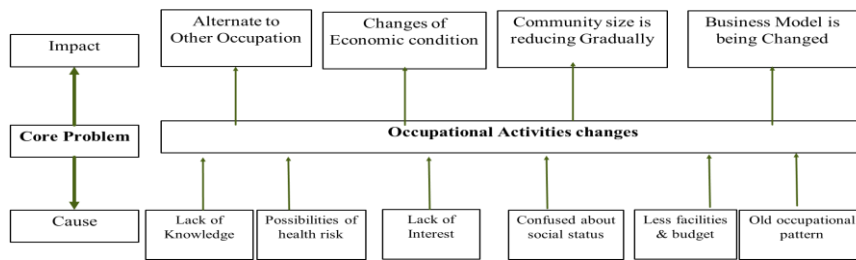 Impact
Alternate to
Other Occupation
Changes of
Economic condition
Community size is
reducing Gradually
Business Model is
being Changed
Core Problem
Occupational Activities changes
Cause
Lack of
Knowledge
Possibilities of
health risk
Lack of
Interest
Confused about
social status
Less facilities
& budget
Old occupational
pattern